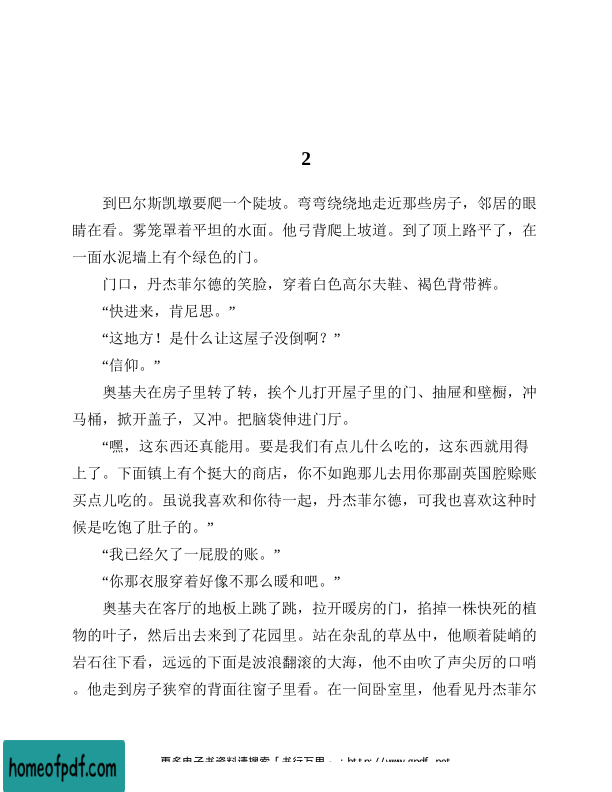 2
到巴尔斯凯墩要爬一个陡坡。弯弯绕绕地走近那些房子，邻居的眼
睛在看。雾笼罩着平坦的水面。他弓背爬上坡道。到了顶上路平了，在
一面水泥墙上有个绿色的门。
门口，丹杰菲尔德的笑脸，穿着白色高尔夫鞋、褐色背带裤。
“快进来，肯尼思。”
“这地方！是什么让这屋子没倒啊？”
“信仰。”
奥基夫在房子里转了转，挨个儿打开屋子里的门、抽屉和壁橱，冲
马桶，掀开盖子，又冲。把脑袋伸进门厅。
“嘿，这东西还真能用。要是我们有点儿什么吃的，这东西就用得
上了。下面镇上有个挺大的商店，你不如跑那儿去用你那副英国腔赊账
买点儿吃的。虽说我喜欢和你待一起，丹杰菲尔德，可我也喜欢这种时
候是吃饱了肚子的。”
“我已经欠了一屁股的账。”
“你那衣服穿着好像不那么暖和吧。”
奥基夫在客厅的地板上跳了跳，拉开暖房的门，掐掉一株快死的植
物的叶子，然后出去来到了花园里。站在杂乱的草丛中，他顺着陡峭的
岩石往下看，远远的下面是波浪翻滚的大海，他不由吹了声尖厉的口哨
。他走到房子狭窄的背面往窗子里看。在一间卧室里，他看见丹杰菲尔
更多电子书资料请搜索「书行万里」：http://www.gpdf.net
homeofpdf.com